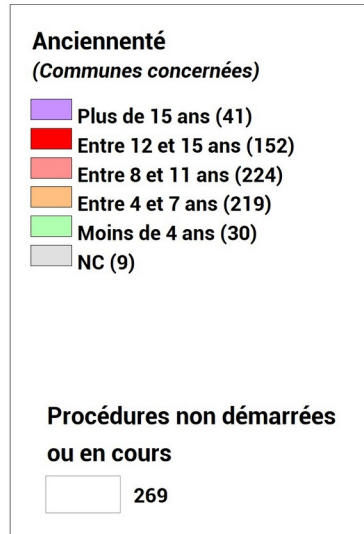 Ancienneté
(Communes concernées)
Plus de 15 ans (41)
Entre 12 et 15 ans (152)
Entre 8 et 11 ans (224)
Entre 4 et 7 ans (219)
Moins de 4 ans (30)
NC (9)
Procédures non démarrées
ou en cours
269